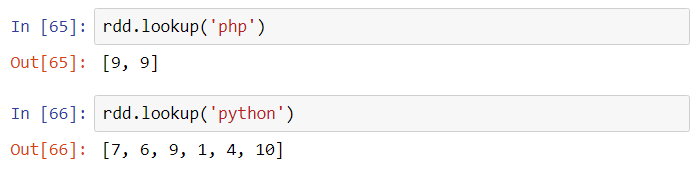 In [65]: rdd.lookup('php')
Out[65]: [9, 9]
In [66]: rdd.lookup('python')
Out[66]: [7, 6, 9, 1, 4, 10]